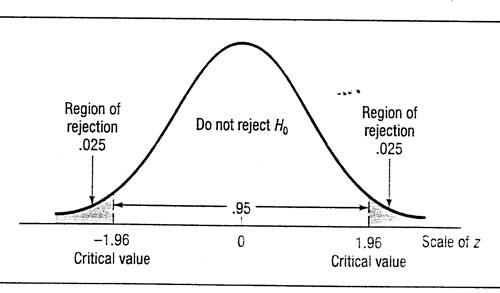 Region of
rejection
.025
Do not reject H₀
Region of
rejection
.025
.95
−1.96
Critical value
0
1.96
Critical value
Scale of z